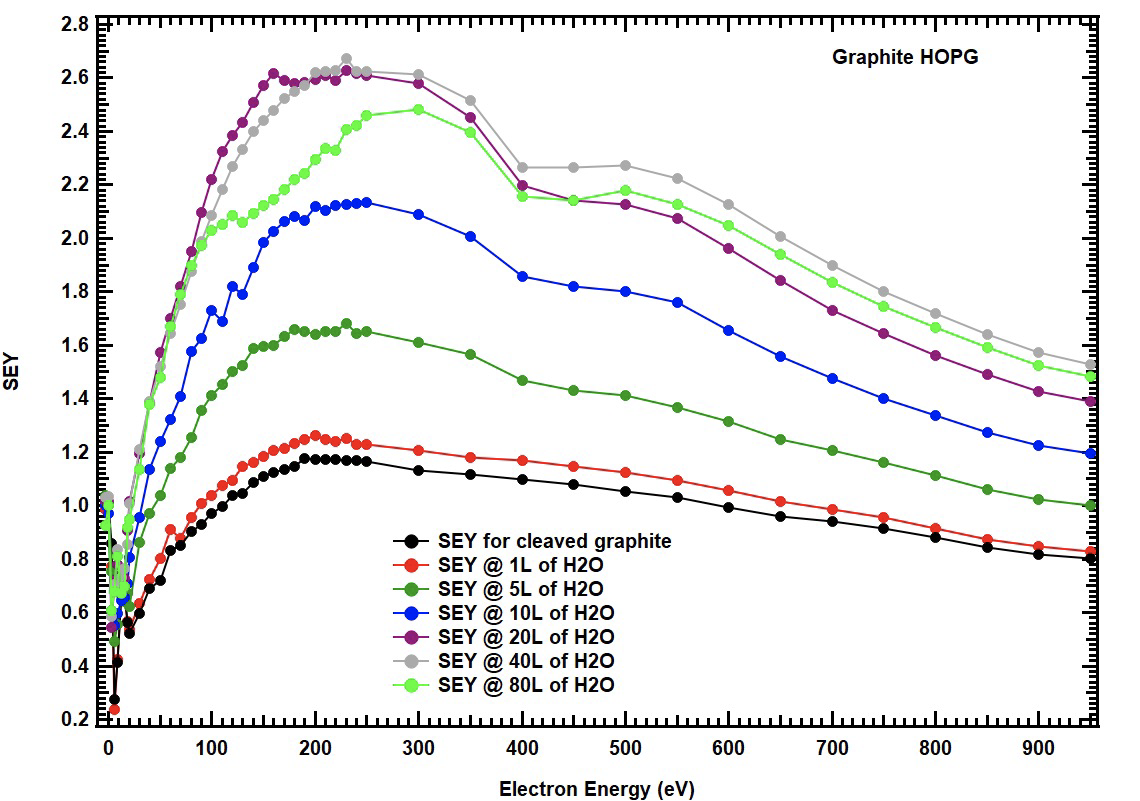 Graphite HOPG
2.8
2.6
2.4
2.2
2.0
1.8
1.6
1.4
1.2
1.0
0.8
0.6
0.4
0.2
SEY
SEY for cleaved graphite
SEY @ 1L of H2O
SEY @ 5L of H2O
SEY @ 10L of H2O
SEY @ 20L of H2O
SEY @ 40L of H2O
SEY @ 80L of H2O
0 100 200 300 400 500 600 700 800 900
Electron Energy (eV)